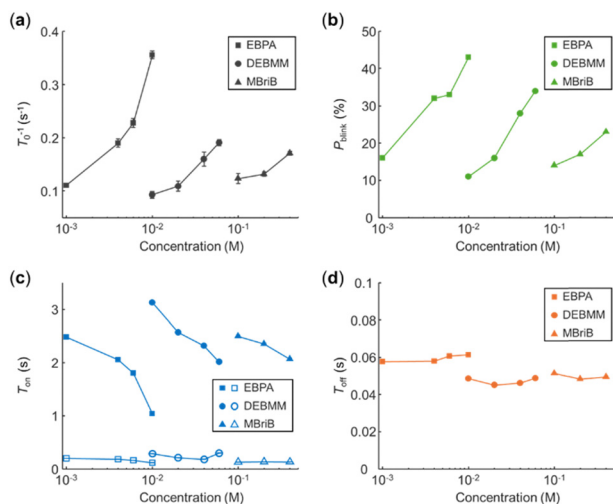 (a)
0.4
0.3
0.2
0.1
T₀⁻¹ (s⁻¹)
EBPA
DEBMM
MBriB
10⁻³
10⁻²
10⁻¹
Concentration (M)
(b)
50
40
30
20
10
0
P_blink (%)
EBPA
DEBMM
MBriB
10⁻³
10⁻²
10⁻¹
Concentration (M)
(c)
3
2
1
0
T_on (s)
EBPA
DEBMM
MBriB
10⁻³
10⁻²
10⁻¹
Concentration (M)
(d)
0.1
0.08
0.06
0.04
0.02
0
T_off (s)
EBPA
DEBMM
MBriB
10⁻³
10⁻²
10⁻¹
Concentration (M)